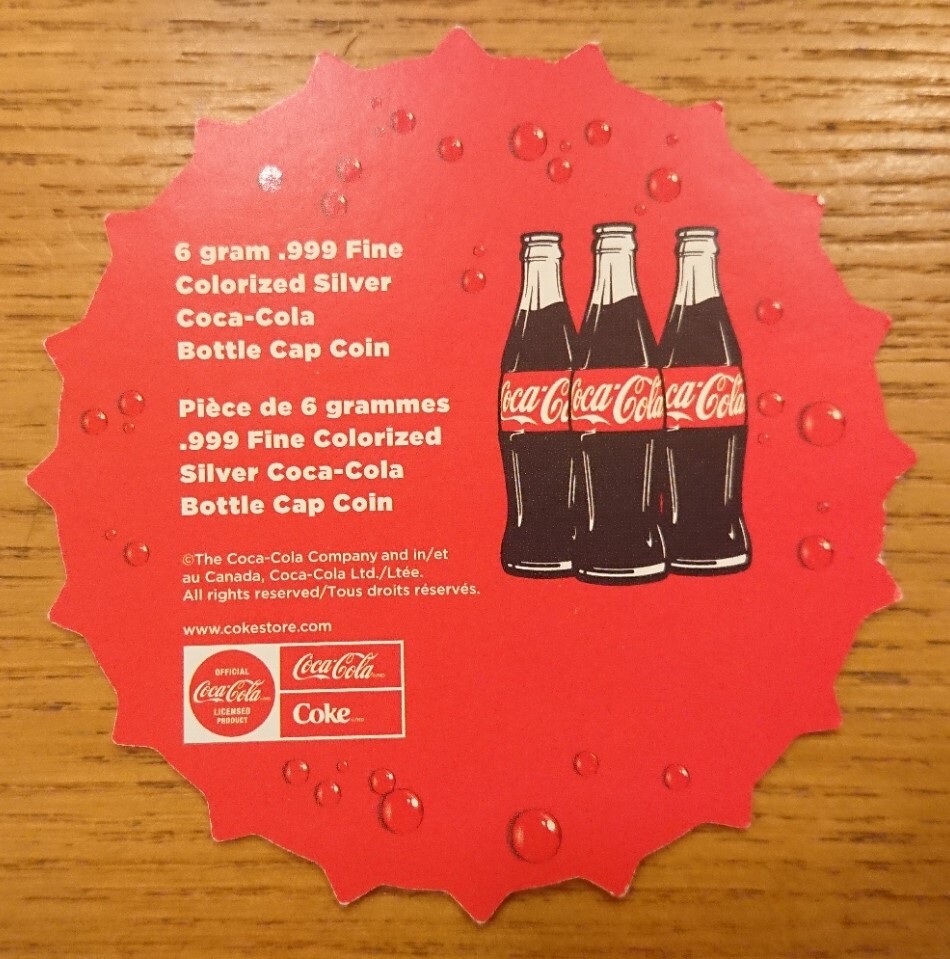 6 gram .999 Fine
Colorized Silver
Coca-Cola
Bottle Cap Coin
Pièce de 6 grammes
.999 Fine Colorized
Silver Coca-Cola
Bottle Cap Coin
©The Coca-Cola Company and in/et
au Canada, Coca-Cola Ltd./Ltée.
All rights reserved/Tous droits réservés.
www.cokestore.com
OFFICIAL
Coca-Cola
LICENSED
PRODUCT
Coca-Cola
Coke
Coca-C
Coca-Cola
ca-Cola